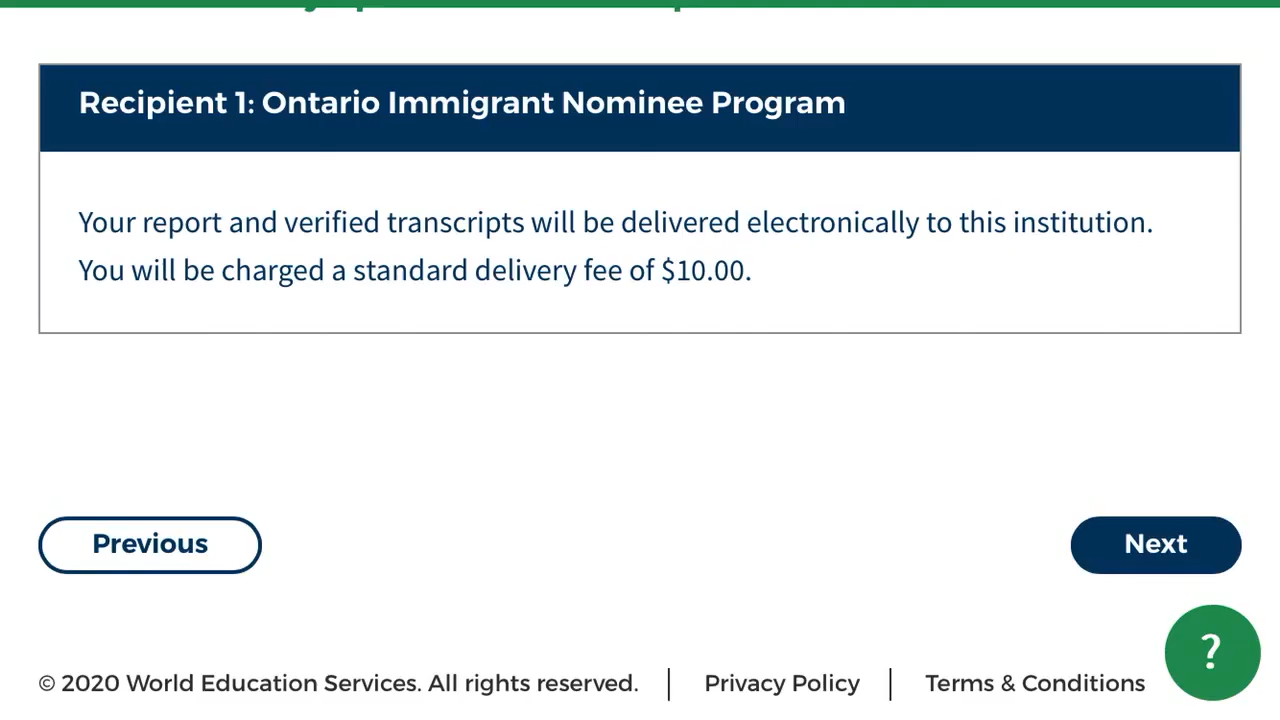 Recipient 1: Ontario Immigrant Nominee Program
Your report and verified transcripts will be delivered electronically to this institution.
You will be charged a standard delivery fee of $10.00.
Previous
Next
?
© 2020 World Education Services. All rights reserved. | Privacy Policy | Terms & Conditions